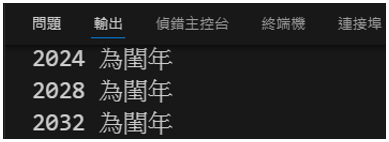 問題 輸出 偵錯主控台 終端機 連接埠
2024 為閏年
2028 為閏年
2032 為閏年